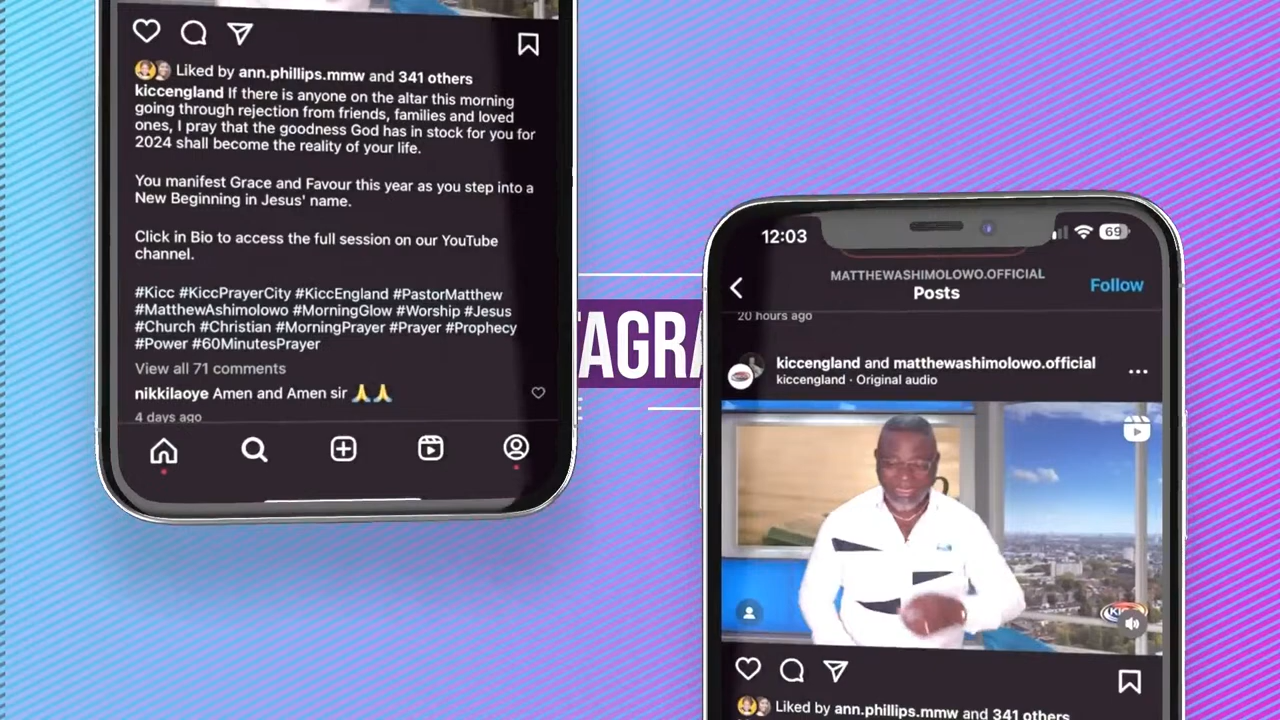 Liked by ann.phillips.mmw and 341 others
kiccengland If there is anyone on the altar this morning
going through rejection from friends, families and loved
ones, I pray that the goodness God has in stock for you for
2024 shall become the reality of your life.
You manifest Grace and Favour this year as you step into a
New Beginning in Jesus' name.
Click in Bio to access the full session on our YouTube
channel.
#Kicc #KiccPrayerCity #KiccEngland #PastorMatthew
#MatthewAshimolowo #MorningGlow #Worship #Jesus
#Church #Christian #MorningPrayer #Prayer #Prophecy
#Power #60MinutesPrayer
View all 71 comments
nikkilaoye Amen and Amen sir 🙏🙏
4 days ago
TAGRA
12:03
69
MATTHEWASHIMOLOWO.OFFICIAL
Posts
Follow
20 hours ago
kiccengland and matthewashimolowo.official
kiccengland · Original audio
Liked by ann.phillips.mmw and 341 others